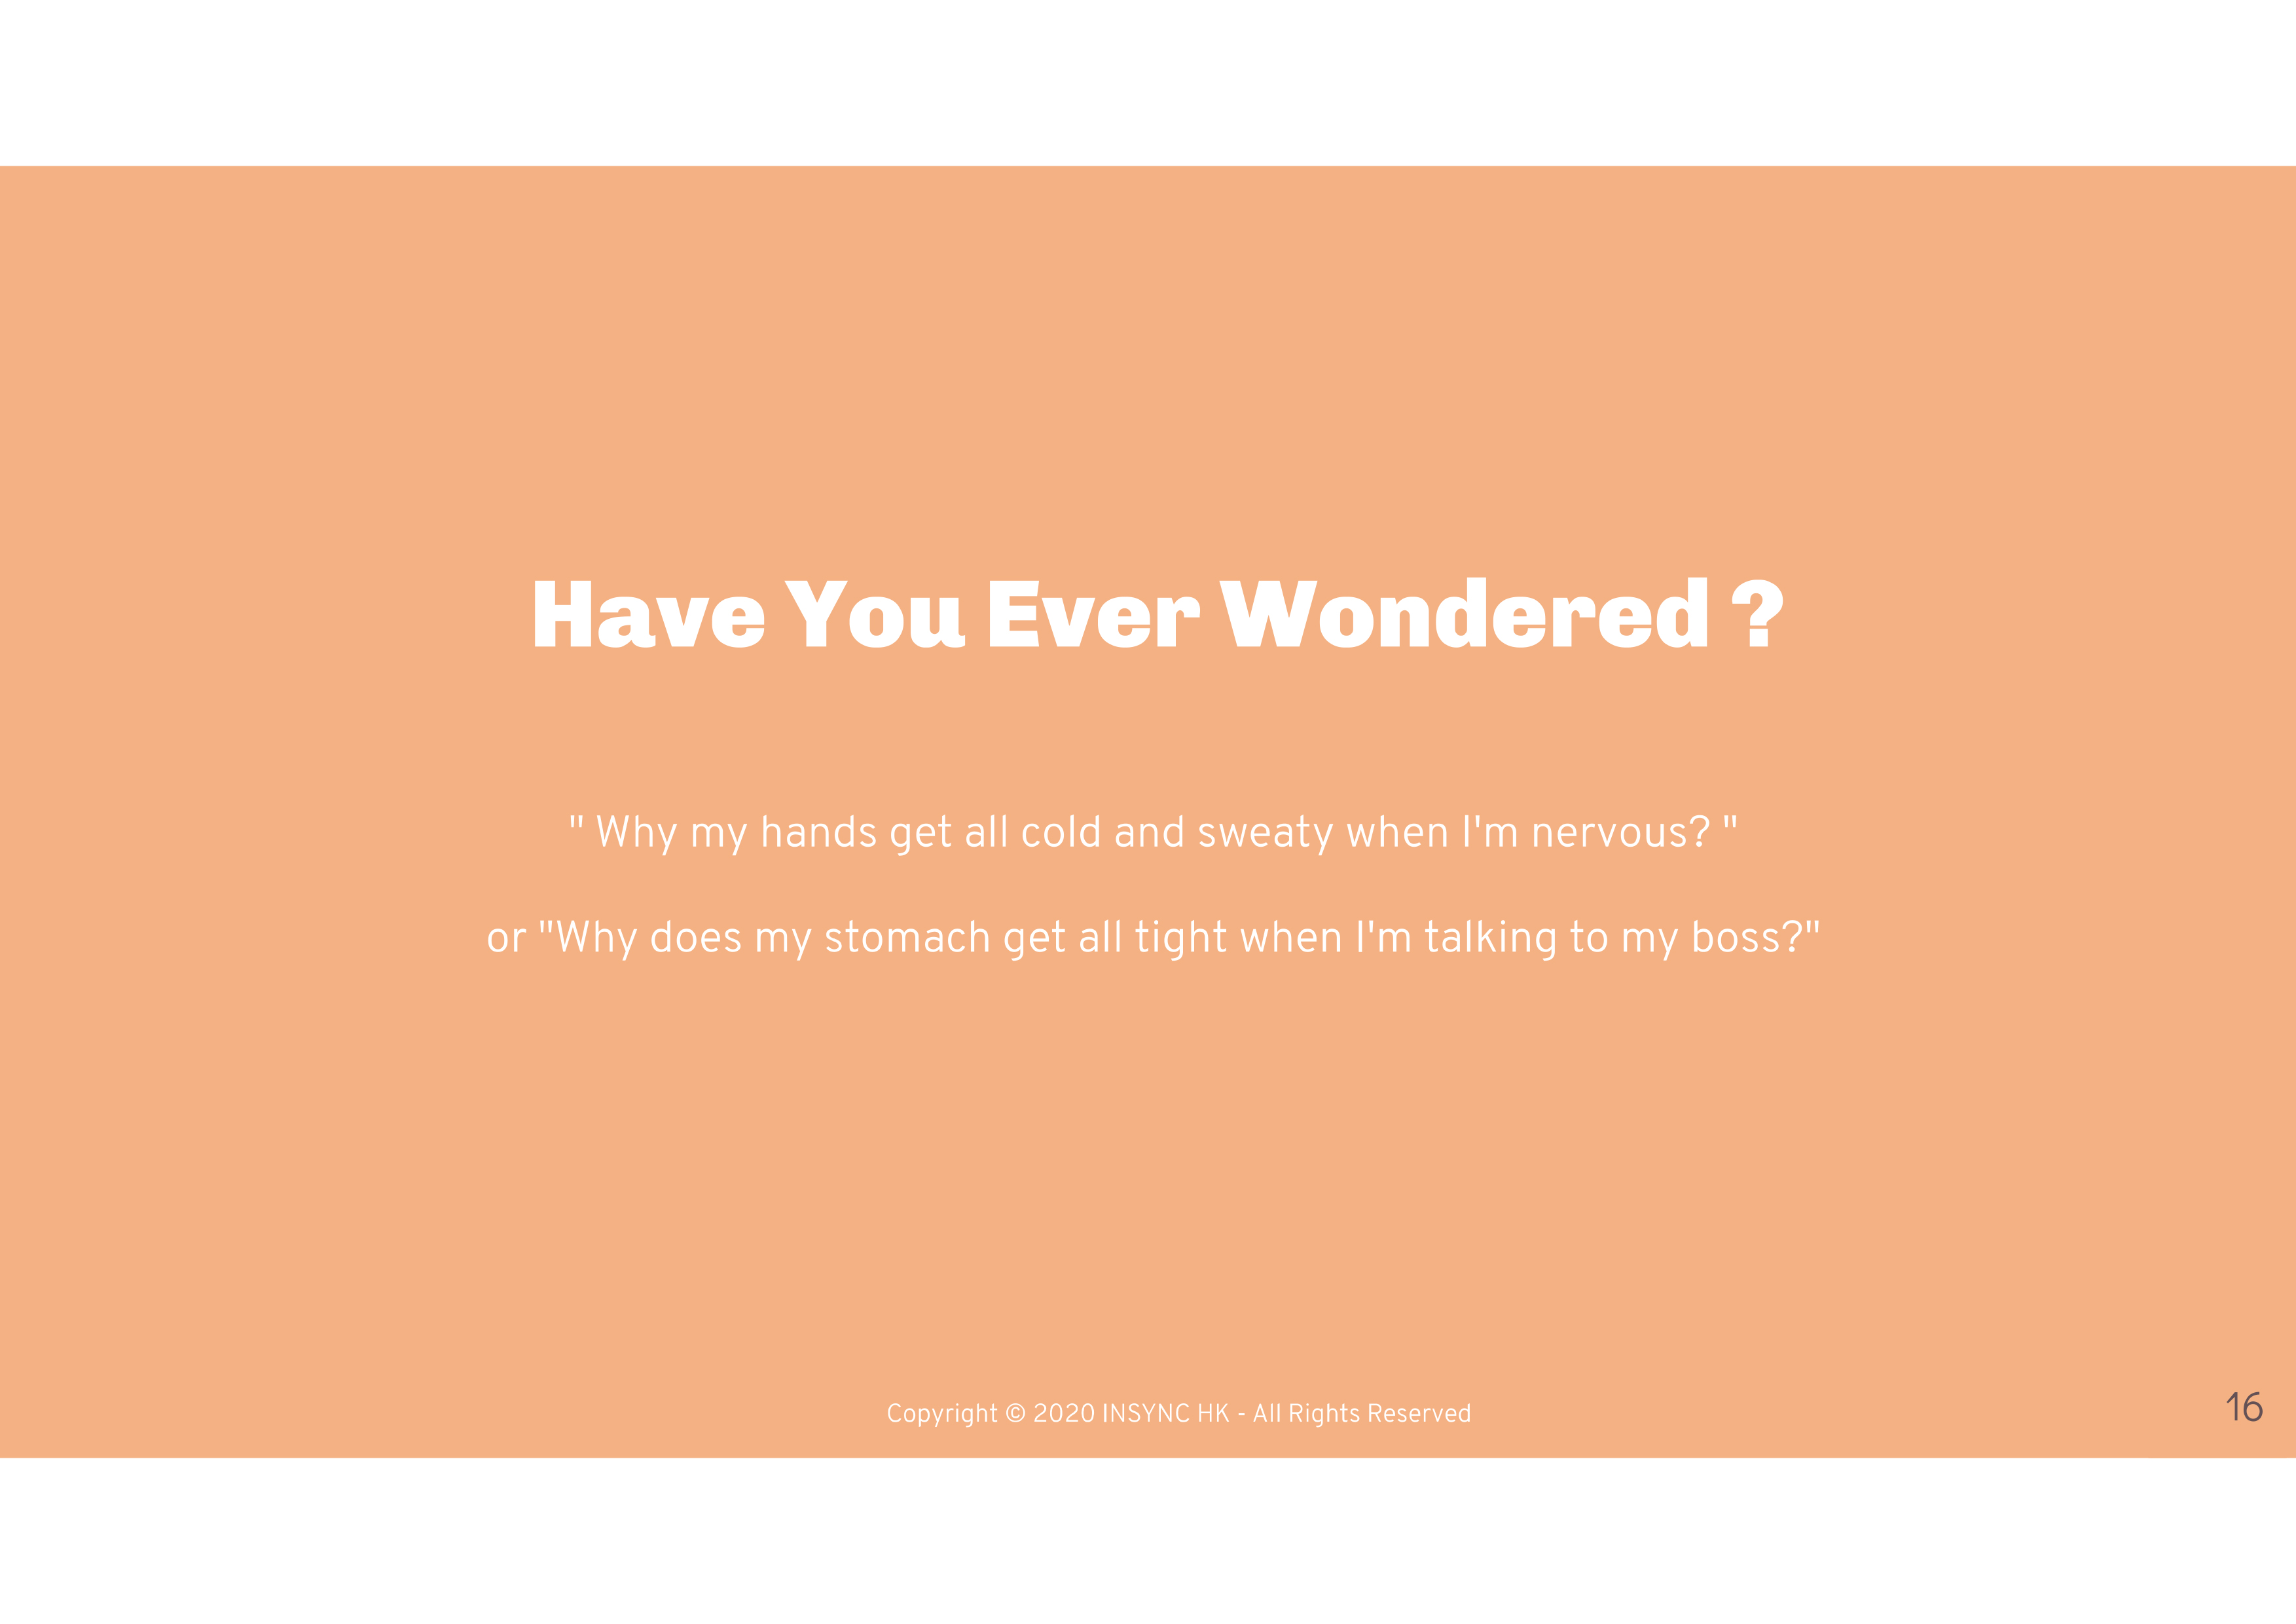 Have You Ever Wondered ?
" Why my hands get all cold and sweaty when I'm nervous? "
or "Why does my stomach get all tight when I'm talking to my boss?"
Copyright © 2020 INSYNC HK - All Rights Reserved
16